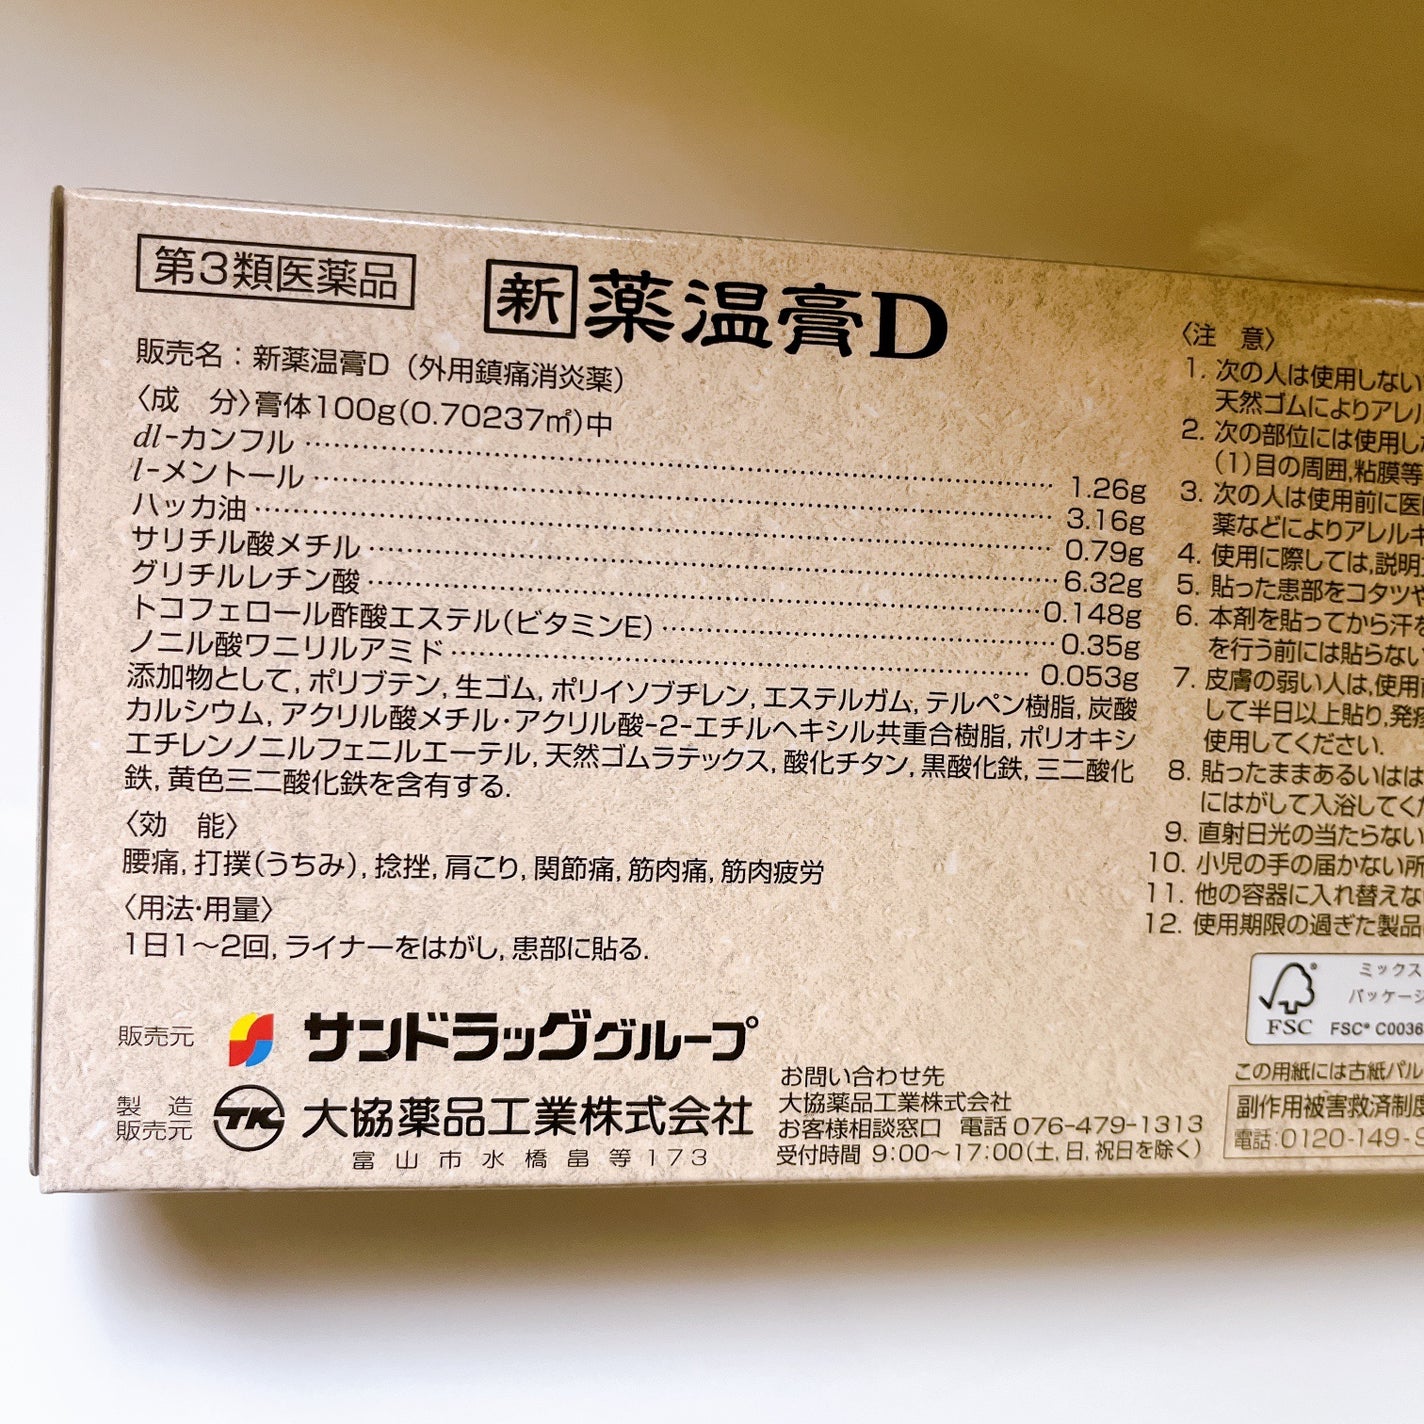 第3類医薬品
新 薬温膏D
販売名：新薬温膏D（外用鎮痛消炎薬）
〈成　分〉膏体100g(0.70237㎡)中
dl-カンフル 1.26g
l-メントール 3.16g
ハッカ油 0.79g
サリチル酸メチル 6.32g
グリチルレチン酸 0.148g
トコフェロール酢酸エステル(ビタミンE) 0.35g
ノニル酸ワニリルアミド 0.053g
添加物として, ポリブテン, 生ゴム, ポリイソブチレン, エステルガム, テルペン樹脂, 炭酸
カルシウム, アクリル酸メチル・アクリル酸-2-エチルヘキシル共重合樹脂, ポリオキシ
エチレンノニルフェニルエーテル, 天然ゴムラテックス, 酸化チタン, 黒酸化鉄, 三二酸化
鉄, 黄色三二酸化鉄を含有する.
〈効　能〉
腰痛, 打撲(うちみ), 捻挫, 肩こり, 関節痛, 筋肉痛, 筋肉疲労
〈用法・用量〉
1日1〜2回, ライナーをはがし, 患部に貼る.
販売元 サンドラッググループ
製　造
販売元 TK 大協薬品工業株式会社
富山市水橋畠等173
お問い合わせ先
大協薬品工業株式会社
お客様相談窓口　電話 076-479-1313
受付時間 9:00〜17:00(土, 日, 祝日を除く)
〈注　意〉
1. 次の人は使用しない
天然ゴムによりアレル
2. 次の部位には使用し
(1)目の周囲,粘膜等
3. 次の人は使用前に医
薬などによりアレルギ
4. 使用に際しては,説明
5. 貼った患部をコタツや
6. 本剤を貼ってから汗を
を行う前には貼らない
7. 皮膚の弱い人は,使用
して半日以上貼り,発疹
使用してください.
8. 貼ったままあるいはは
にはがして入浴してく
9. 直射日光の当たらない
10. 小児の手の届かない所
11. 他の容器に入れ替えな
12. 使用期限の過ぎた製品
FSC
ミックス
パッケージ
FSC® C0036
この用紙には古紙パル
副作用被害救済制度
電話:0120-149-9